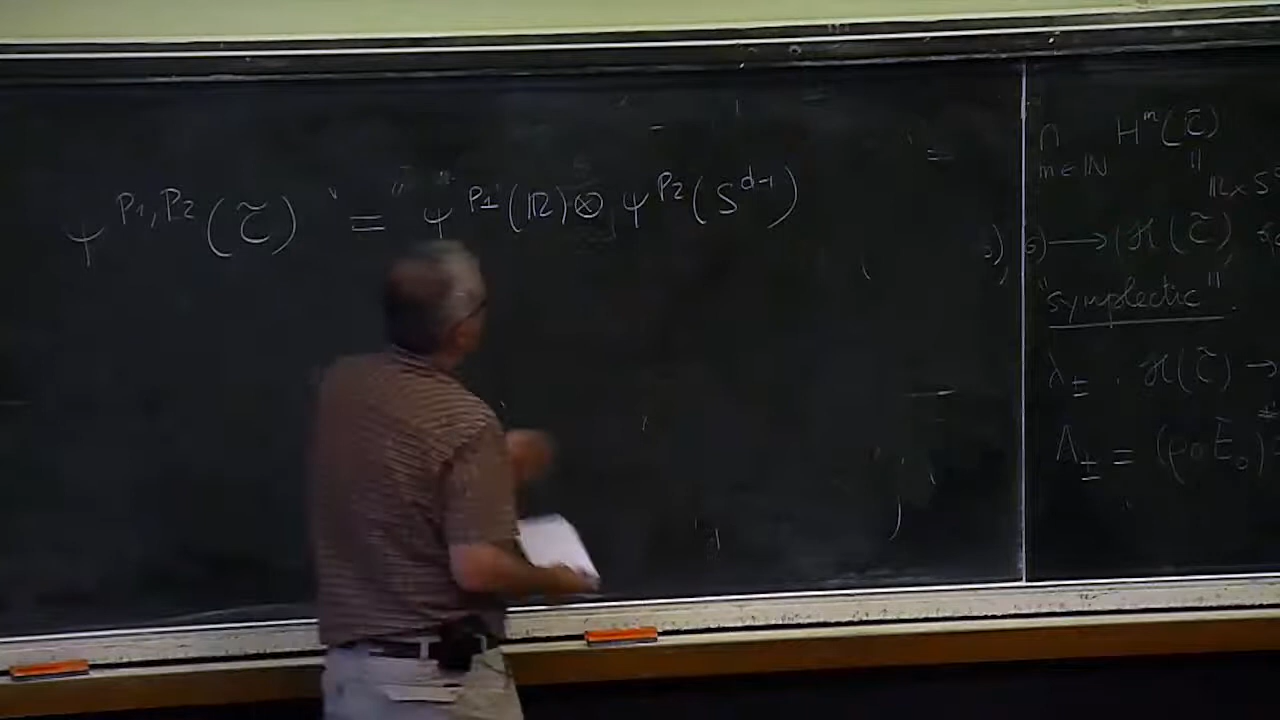 Ψ^{p1,p2}(C̃) "=" Ψ^{p1}(ℝ)⊗Ψ^{p2}(S^{d-1})
∩ H^m(C̃)
m∈ℕ "
ℝ×S
→ ℋ(C̃)
"symplectic".
λ± : ℋ(C̃) →
Λ± = (ρ∘E₀)